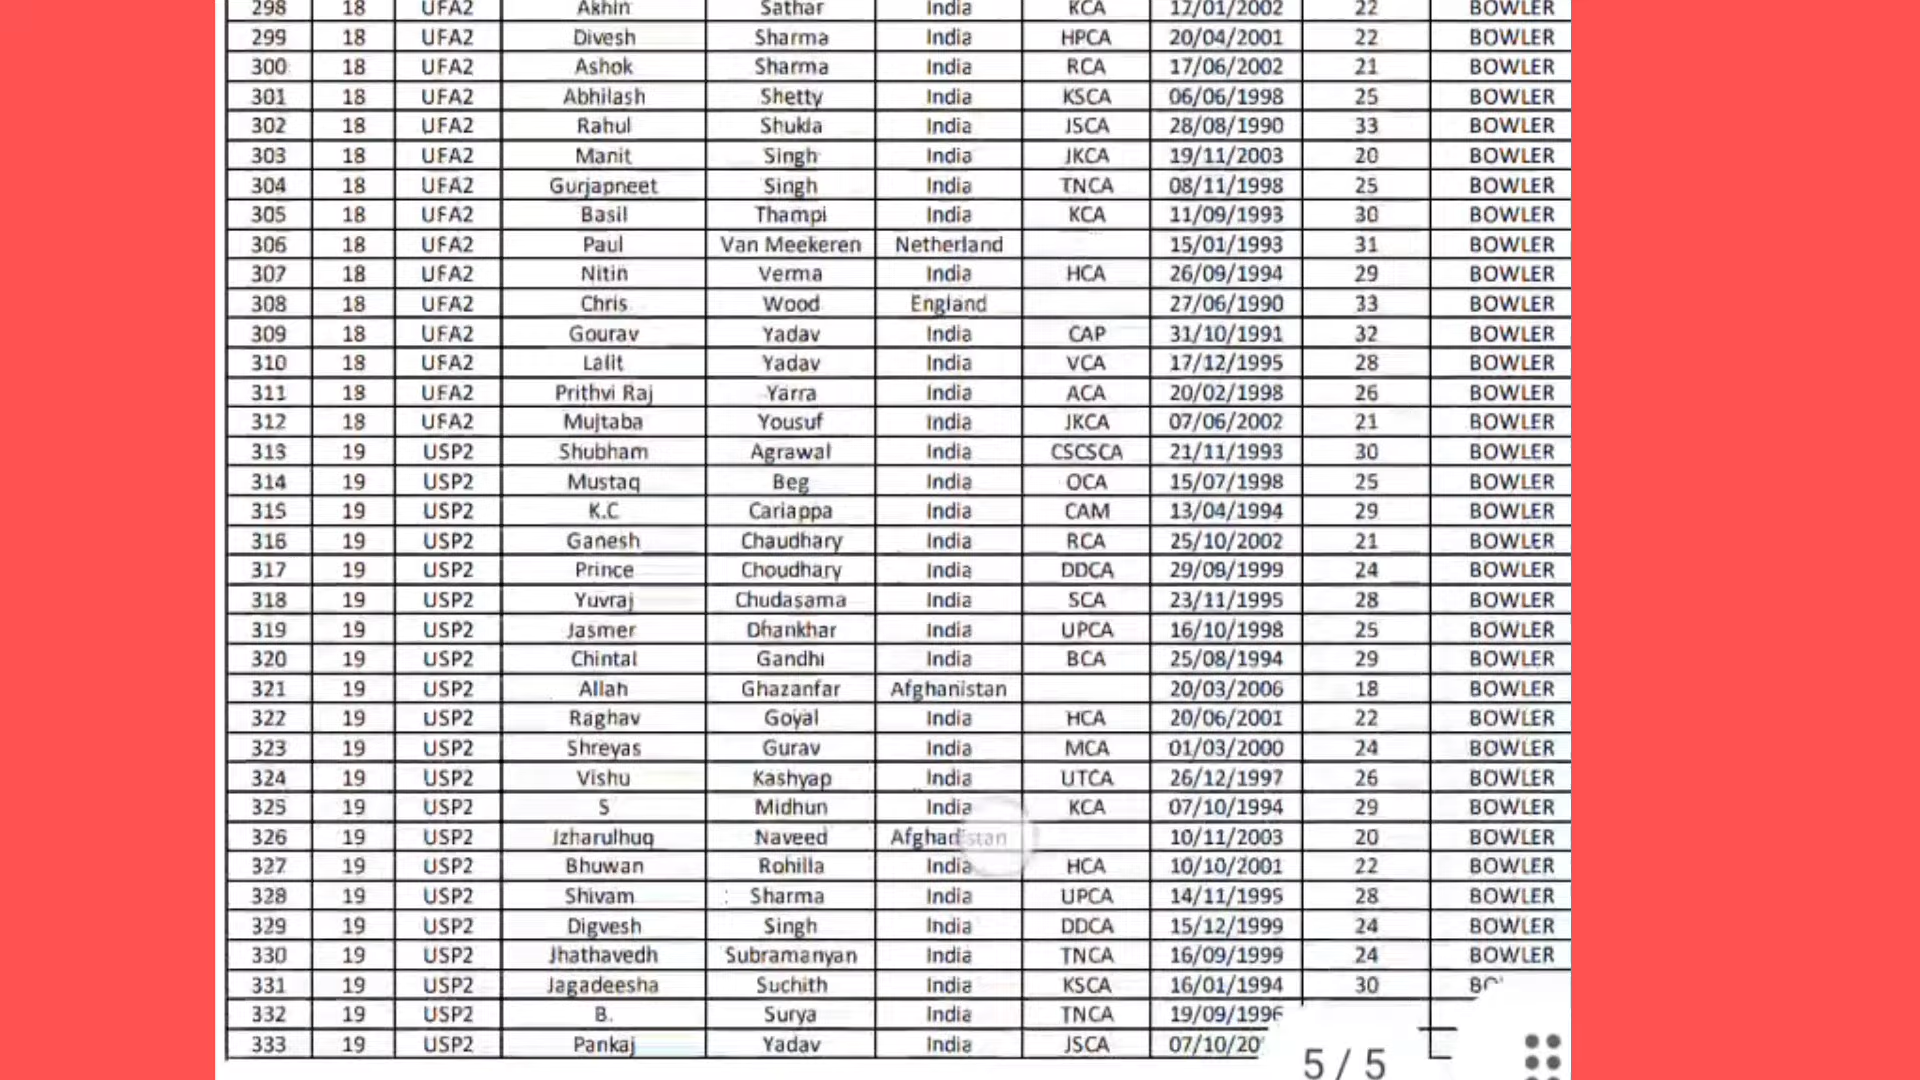 298 18 UFA2 Akhin Sathar India KCA 17/01/2002 22 BOWLER
299 18 UFA2 Divesh Sharma India HPCA 20/04/2001 22 BOWLER
300 18 UFA2 Ashok Sharma India RCA 17/06/2002 21 BOWLER
301 18 UFA2 Abhilash Shetty India KSCA 06/06/1998 25 BOWLER
302 18 UFA2 Rahul Shukla India JSCA 28/08/1990 33 BOWLER
303 18 UFA2 Manit Singh India JKCA 19/11/2003 20 BOWLER
304 18 UFA2 Gurjapneet Singh India TNCA 08/11/1998 25 BOWLER
305 18 UFA2 Basil Thampi India KCA 11/09/1993 30 BOWLER
306 18 UFA2 Paul Van Meekeren Netherland 15/01/1993 31 BOWLER
307 18 UFA2 Nitin Verma India HCA 26/09/1994 29 BOWLER
308 18 UFA2 Chris Wood England 27/06/1990 33 BOWLER
309 18 UFA2 Gourav Yadav India CAP 31/10/1991 32 BOWLER
310 18 UFA2 Lalit Yadav India VCA 17/12/1995 28 BOWLER
311 18 UFA2 Prithvi Raj Yarra India ACA 20/02/1998 26 BOWLER
312 18 UFA2 Mujtaba Yousuf India JKCA 07/06/2002 21 BOWLER
313 19 USP2 Shubham Agrawal India CSCSCA 21/11/1993 30 BOWLER
314 19 USP2 Mustaq Beg India OCA 15/07/1998 25 BOWLER
315 19 USP2 K.C Cariappa India CAM 13/04/1994 29 BOWLER
316 19 USP2 Ganesh Chaudhary India RCA 25/10/2002 21 BOWLER
317 19 USP2 Prince Choudhary India DDCA 29/09/1999 24 BOWLER
318 19 USP2 Yuvraj Chudasama India SCA 23/11/1995 28 BOWLER
319 19 USP2 Jasmer Dhankhar India UPCA 16/10/1998 25 BOWLER
320 19 USP2 Chintal Gandhi India BCA 25/08/1994 29 BOWLER
321 19 USP2 Allah Ghazanfar Afghanistan 20/03/2006 18 BOWLER
322 19 USP2 Raghav Goyal India HCA 20/06/2001 22 BOWLER
323 19 USP2 Shreyas Gurav India MCA 01/03/2000 24 BOWLER
324 19 USP2 Vishu Kashyap India UTCA 26/12/1997 26 BOWLER
325 19 USP2 S Midhun India KCA 07/10/1994 29 BOWLER
326 19 USP2 Izharulhuq Naveed Afghanistan 10/11/2003 20 BOWLER
327 19 USP2 Bhuwan Rohilla India HCA 10/10/2001 22 BOWLER
328 19 USP2 Shivam Sharma India UPCA 14/11/1995 28 BOWLER
329 19 USP2 Digvesh Singh India DDCA 15/12/1999 24 BOWLER
330 19 USP2 Jhathavedh Subramanyan India TNCA 16/09/1999 24 BOWLER
331 19 USP2 Jagadeesha Suchith India KSCA 16/01/1994 30
332 19 USP2 B. Surya India TNCA 19/09/1996
333 19 USP2 Pankaj Yadav India JSCA 07/10/20
5 / 5